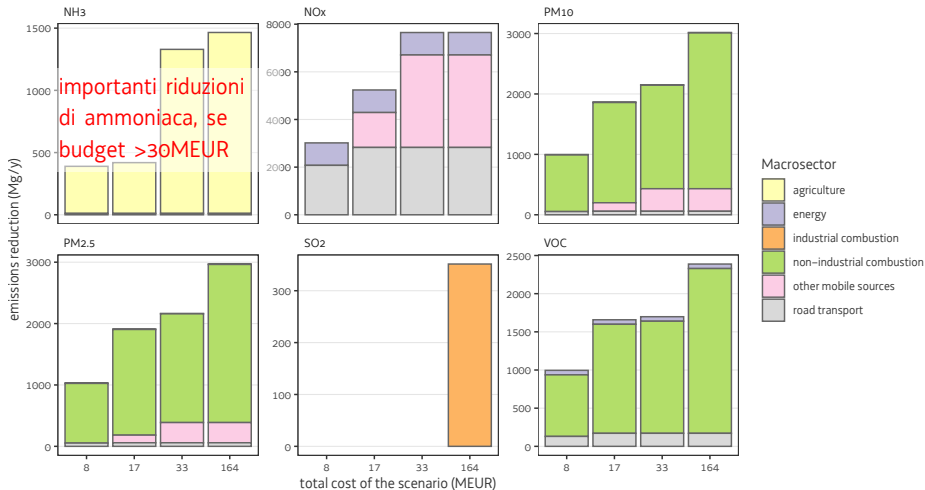 NH3
NOx
PM10
1500
1000
500
0
8000
6000
4000
2000
0
3000
2000
1000
0
importanti riduzioni
di ammoniaca, se
budget >30MEUR
emissions reduction (Mg/y)
PM2.5
SO2
VOC
3000
2000
1000
0
300
200
100
0
2500
2000
1500
1000
500
0
8 17 33 164
8 17 33 164
8 17 33 164
total cost of the scenario (MEUR)
Macrosector
agriculture
energy
industrial combustion
non-industrial combustion
other mobile sources
road transport